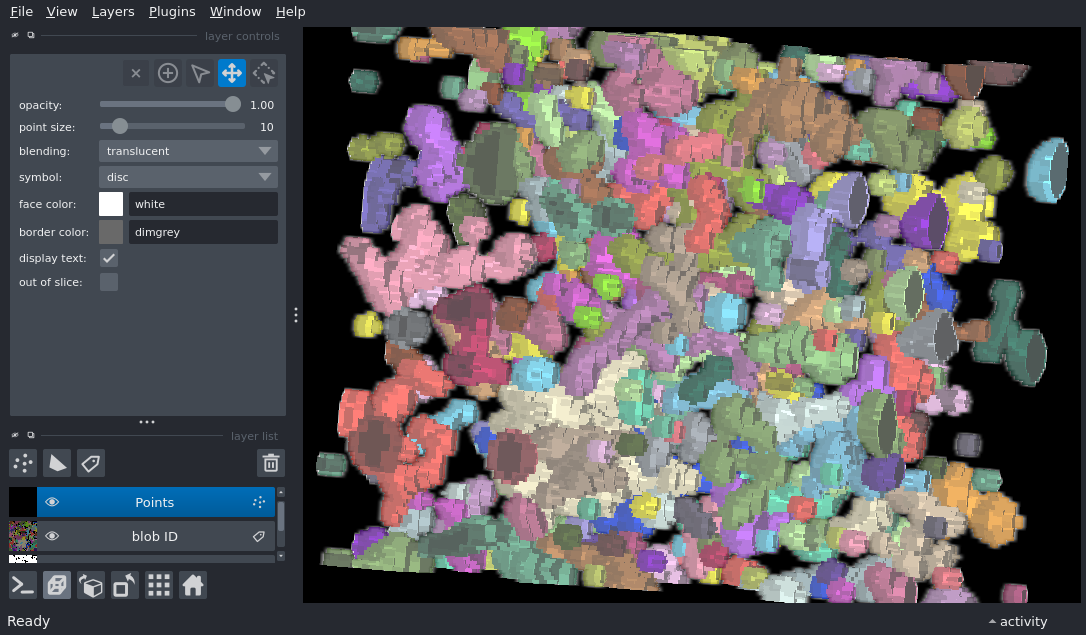 File View Layers Plugins Window Help
layer controls
opacity: 1.00
point size: 10
blending: translucent
symbol: disc
face color: white
border color: dimgrey
display text:
out of slice:
layer list
Points
blob ID
Ready
activity